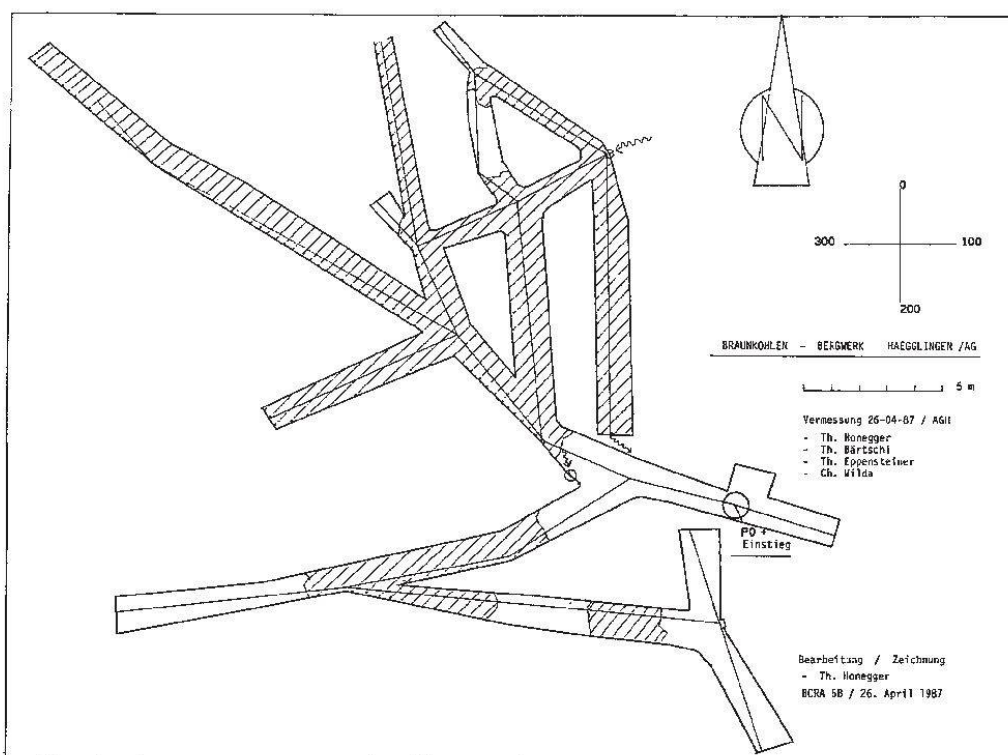 N
0
300 100
200
BRAUNKOHLEN - BERGWERK HAEGGLINGEN /AG
5 m
Vermessung 26-04-87 / AGH
- Th. Honegger
- Th. Bärtschi
- Th. Eppensteiner
- Ch. Wilda
P0 +
Einstieg
Bearbeitung / Zeichnung
- Th. Honegger
BCRA 5B / 26. April 1987